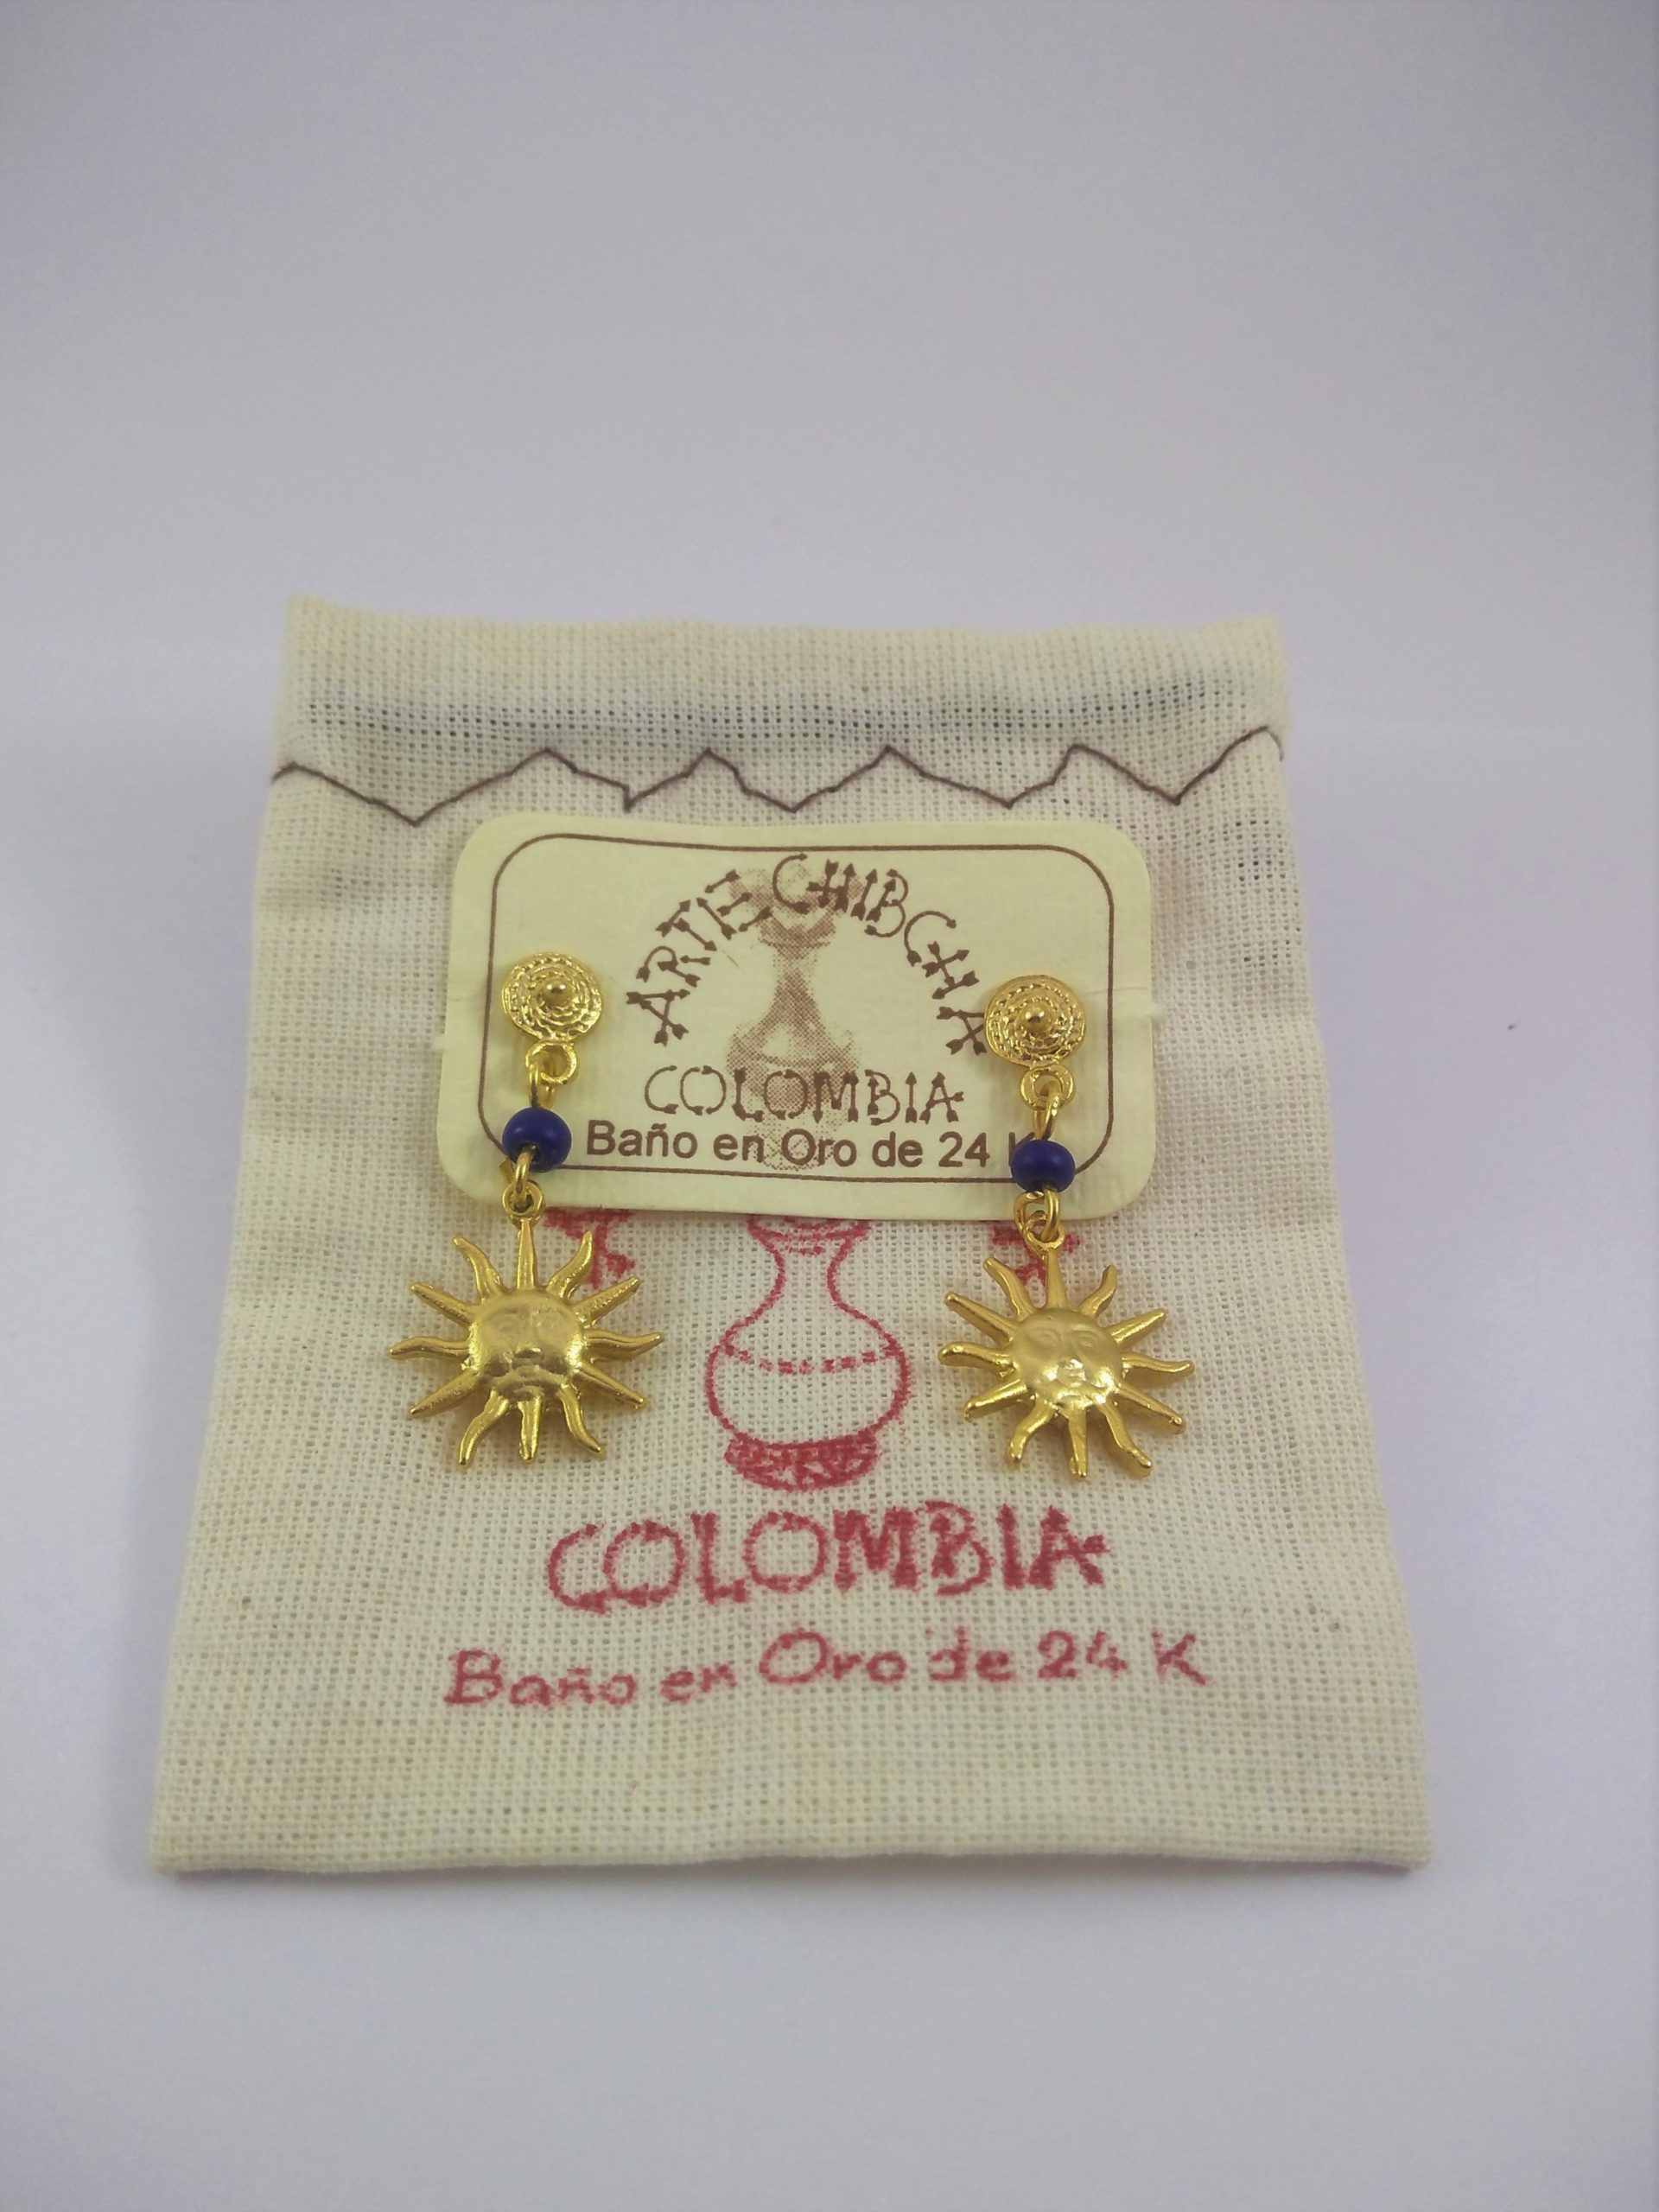 ARTE CHIBCHA
COLOMBIA
Baño en Oro de 24 K
COLOMBIA
Baño en Oro de 24 K